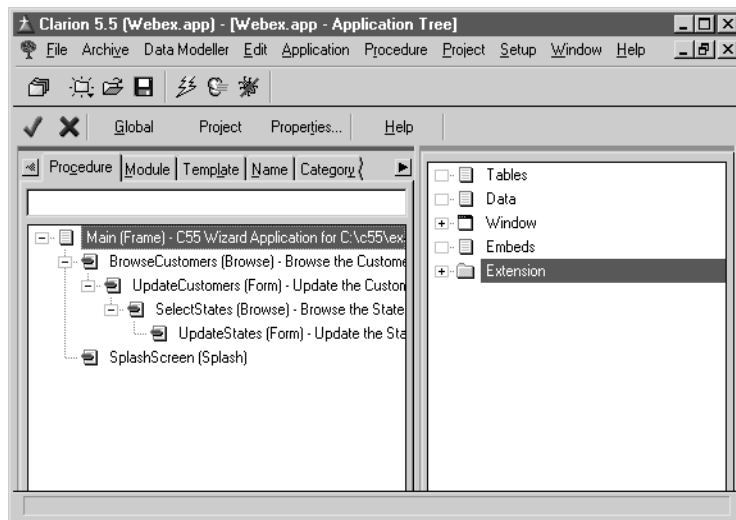 Clarion 5.5 (Webex.app) - [Webex.app - Application Tree]
File Archive Data Modeller Edit Application Procedure Project Setup Window Help
Global Project Properties... Help
Procedure Module Template Name Category
Main (Frame) - C55 Wizard Application for C:\c55\ex
BrowseCustomers (Browse) - Browse the Custome
UpdateCustomers (Form) - Update the Custon
SelectStates (Browse) - Browse the State
UpdateStates (Form) - Update the Sta
SplashScreen (Splash)
Tables
Data
Window
Embeds
Extension